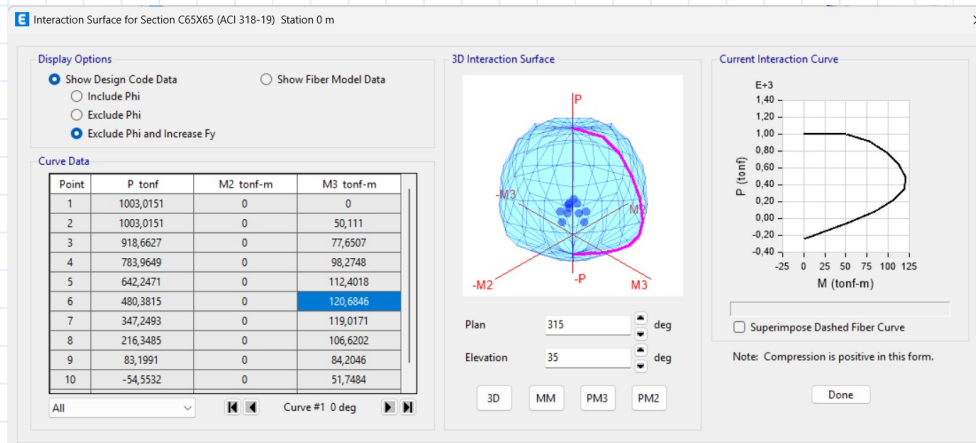 E Interaction Surface for Section C65X65 (ACI 318-19) Station 0 m
Display Options
Show Design Code Data
Show Fiber Model Data
Include Phi
Exclude Phi
Exclude Phi and Increase Fy
Curve Data
Point P tonf M2 tonf-m M3 tonf-m
1 1003,0151 0 0
2 1003,0151 0 50,111
3 918,6627 0 77,6507
4 783,9649 0 98,2748
5 642,2471 0 112,4018
6 480,3815 0 120,6846
7 347,2493 0 119,0171
8 216,3485 0 106,6202
9 83,1991 0 84,2046
10 -54,5532 0 51,7484
All
Curve #1 0 deg
3D Interaction Surface
P
-M3
M2
-M2
-P
M3
Plan 315 deg
Elevation 35 deg
3D MM PM3 PM2
Current Interaction Curve
E+3
1,40
1,20
1,00
0,80
0,60
0,40
0,20
0,00
-0,20
-0,40
P (tonf)
-25 0 25 50 75 100 125
M (tonf-m)
Superimpose Dashed Fiber Curve
Note: Compression is positive in this form.
Done